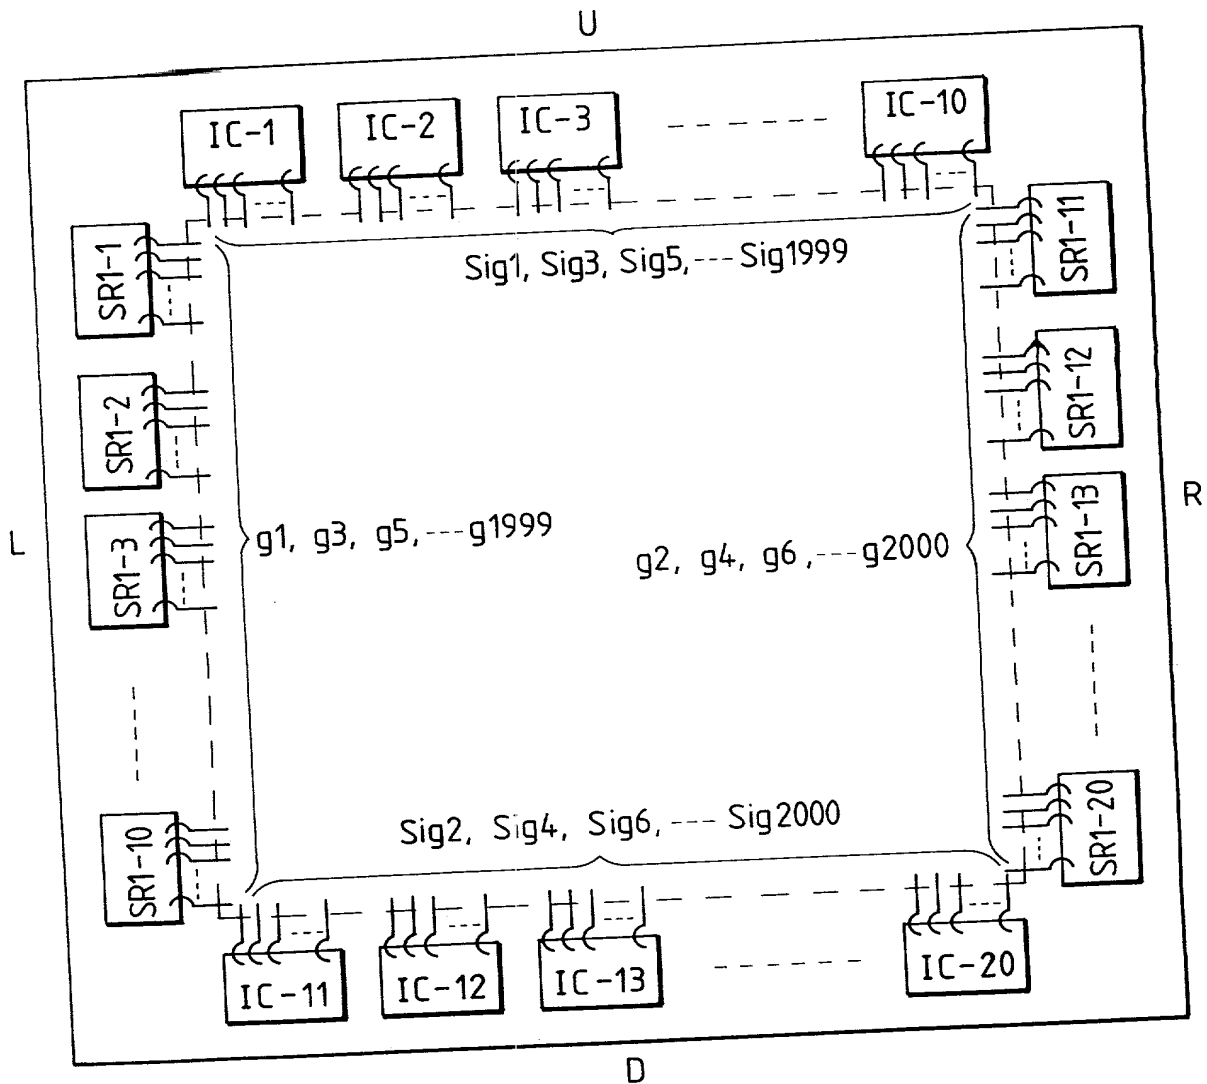 U
IC-1 IC-2 IC-3 IC-10
SR1-1
SR1-11
Sig1, Sig3, Sig5,--- Sig1999
SR1-2
SR1-12
L
R
SR1-3
SR1-13
g1, g3, g5,---g1999
g2, g4, g6,---g2000
SR1-10
SR1-20
Sig2, Sig4, Sig6,--- Sig2000
IC-11 IC-12 IC-13 IC-20
D